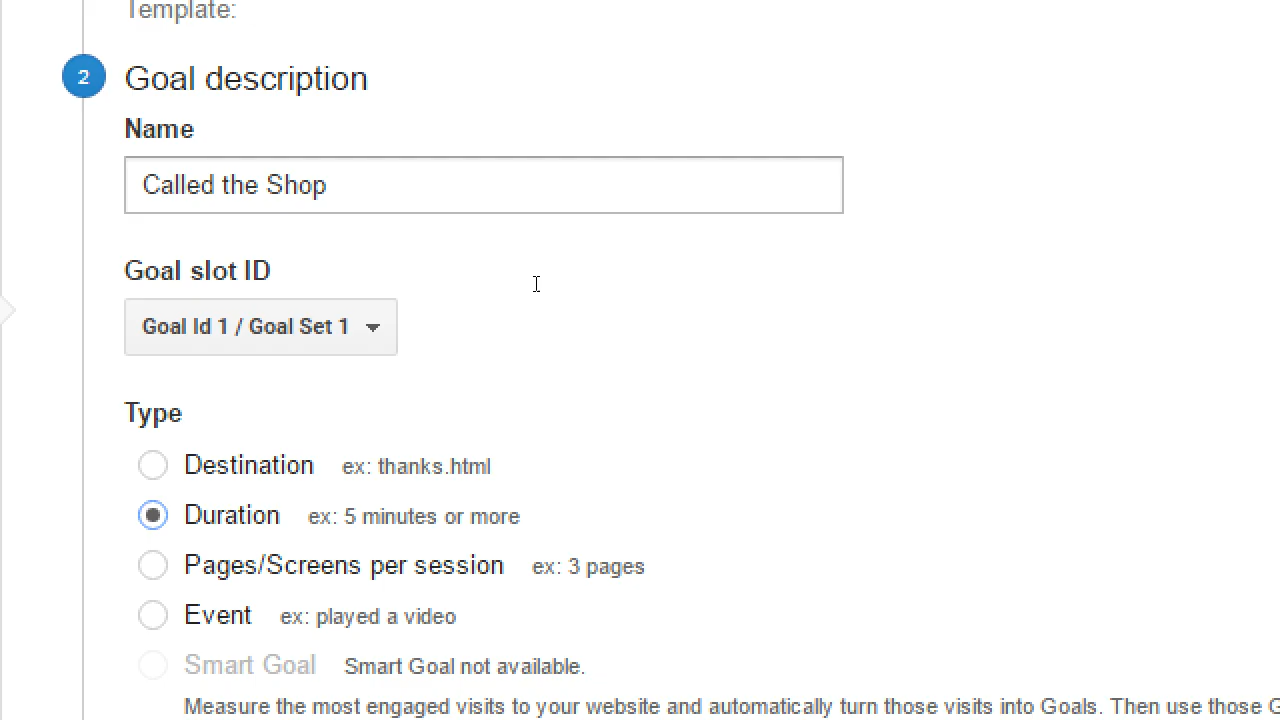 Template:
2 Goal description
Name
Called the Shop
Goal slot ID
Goal Id 1 / Goal Set 1
Type
Destination ex: thanks.html
Duration ex: 5 minutes or more
Pages/Screens per session ex: 3 pages
Event ex: played a video
Smart Goal Smart Goal not available.
Measure the most engaged visits to your website and automatically turn those visits into Goals. Then use those